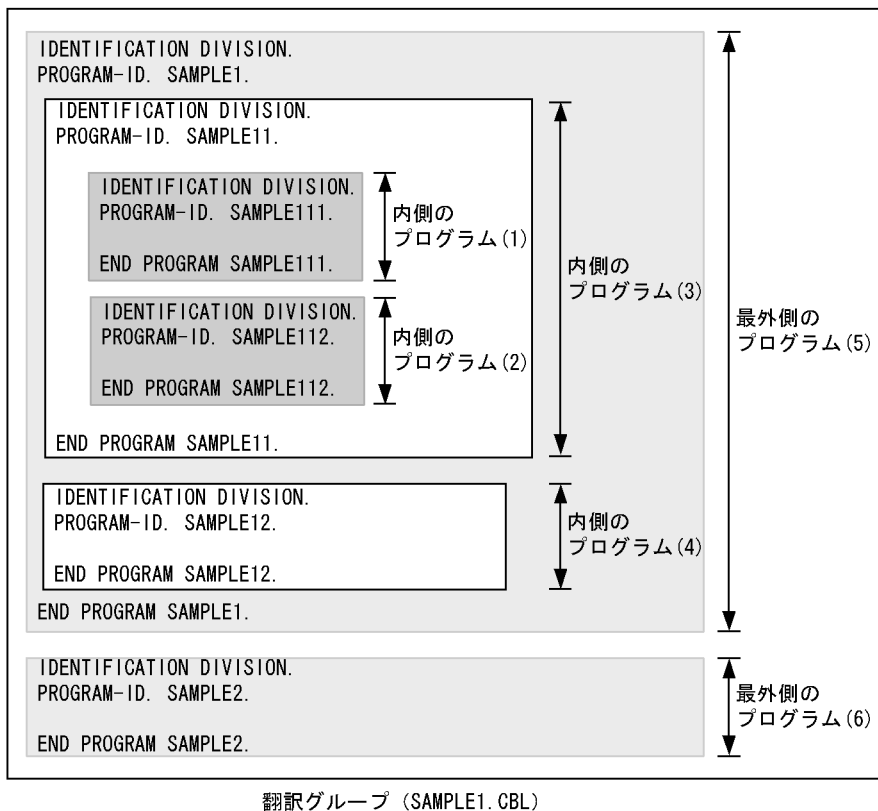 IDENTIFICATION DIVISION.
PROGRAM-ID. SAMPLE1.
IDENTIFICATION DIVISION.
PROGRAM-ID. SAMPLE11.
IDENTIFICATION DIVISION.
PROGRAM-ID. SAMPLE111.
END PROGRAM SAMPLE111.
内側の
プログラム(1)
IDENTIFICATION DIVISION.
PROGRAM-ID. SAMPLE112.
END PROGRAM SAMPLE112.
内側の
プログラム(2)
END PROGRAM SAMPLE11.
内側の
プログラム(3)
IDENTIFICATION DIVISION.
PROGRAM-ID. SAMPLE12.
END PROGRAM SAMPLE12.
内側の
プログラム(4)
END PROGRAM SAMPLE1.
最外側の
プログラム(5)
IDENTIFICATION DIVISION.
PROGRAM-ID. SAMPLE2.
END PROGRAM SAMPLE2.
最外側の
プログラム(6)
翻訳グループ (SAMPLE1.CBL)